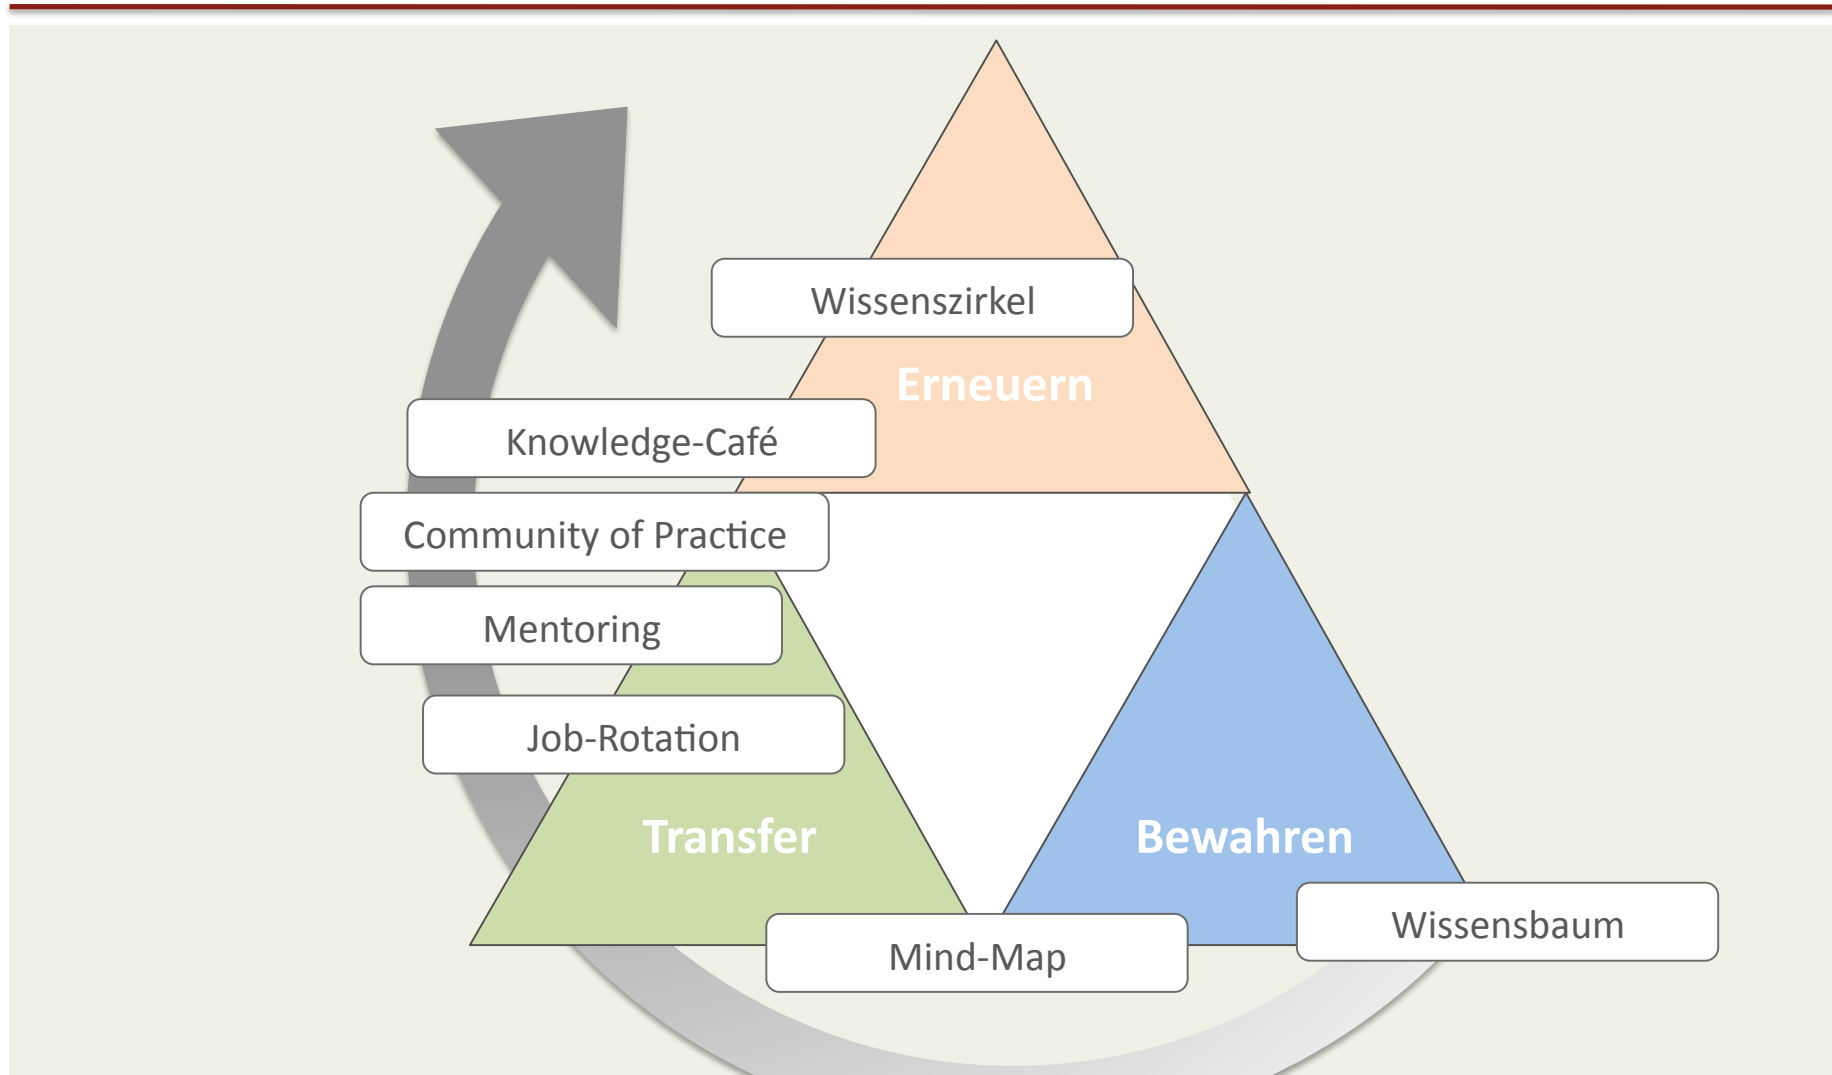 Wissenszirkel
Erneuern
Knowledge-Café
Community of Practice
Mentoring
Job-Rotation
Transfer
Bewahren
Wissensbaum
Mind-Map